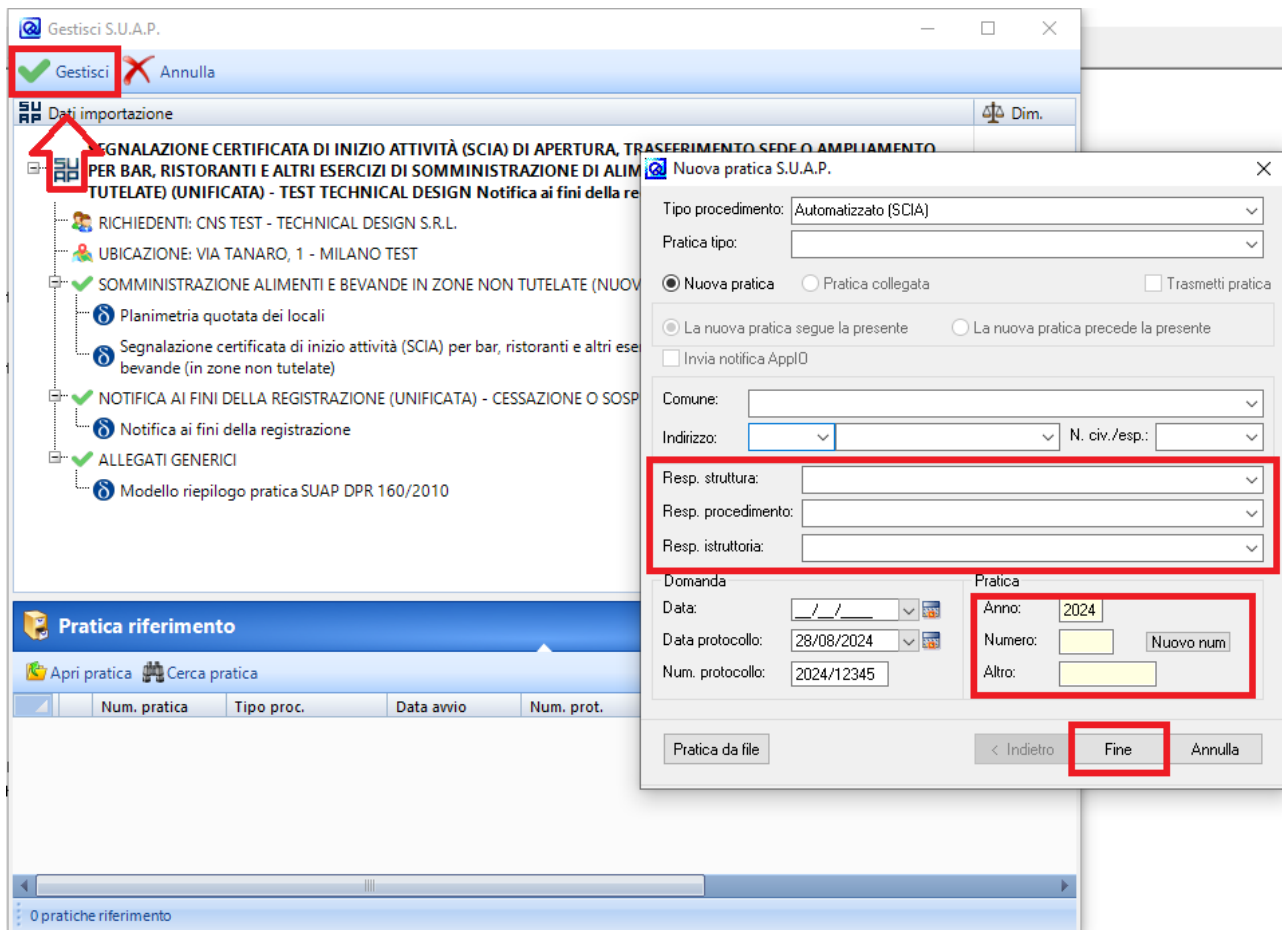 Gestisci S.U.A.P.
Gestisci
Annulla
Dati importazione
Dim.
SEGNALAZIONE CERTIFICATA DI INIZIO ATTIVITÀ (SCIA) DI APERTURA, TRASFERIMENTO SEDE O AMPLIAMENTO
PER BAR, RISTORANTI E ALTRI ESERCIZI DI SOMMINISTRAZIONE DI ALIM
TUTELATE) (UNIFICATA) - TEST TECHNICAL DESIGN Notifica ai fini della re
RICHIEDENTI: CNS TEST - TECHNICAL DESIGN S.R.L.
UBICAZIONE: VIA TANARO, 1 - MILANO TEST
SOMMINISTRAZIONE ALIMENTI E BEVANDE IN ZONE NON TUTELATE (NUOV
Planimetria quotata dei locali
Segnalazione certificata di inizio attività (SCIA) per bar, ristoranti e altri eser
bevande (in zone non tutelate)
NOTIFICA AI FINI DELLA REGISTRAZIONE (UNIFICATA) - CESSAZIONE O SOSP
Notifica ai fini della registrazione
ALLEGATI GENERICI
Modello riepilogo pratica SUAP DPR 160/2010
Pratica riferimento
Apri pratica
Cerca pratica
Num. pratica
Tipo proc.
Data avvio
Num. prot.
0 pratiche riferimento
Nuova pratica S.U.A.P.
Tipo procedimento: Automatizzato (SCIA)
Pratica tipo:
Nuova pratica
Pratica collegata
Trasmetti pratica
La nuova pratica segue la presente
La nuova pratica precede la presente
Invia notifica AppIO
Comune:
Indirizzo:
N. civ./esp.:
Resp. struttura:
Resp. procedimento:
Resp. istruttoria:
Domanda
Data: __/__/____
Data protocollo: 28/08/2024
Num. protocollo: 2024/12345
Pratica
Anno: 2024
Numero:
Nuovo num
Altro:
Pratica da file
< Indietro
Fine
Annulla